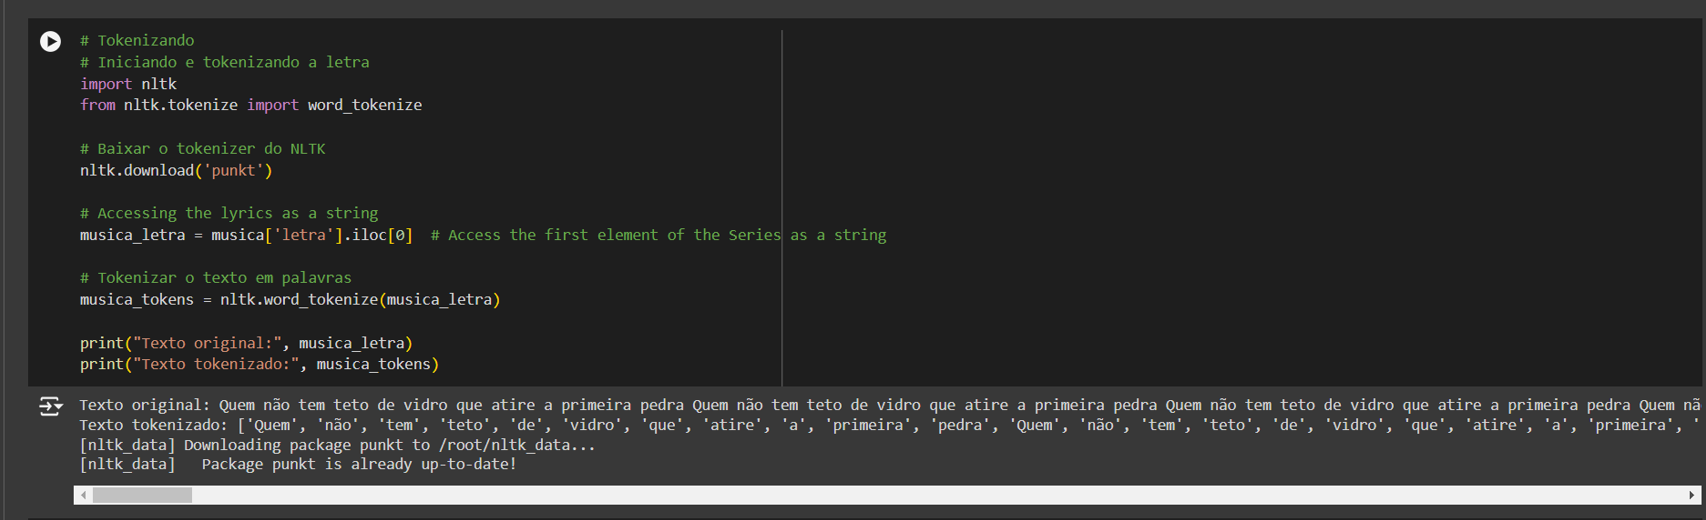 # Tokenizando
# Iniciando e tokenizando a letra
import nltk
from nltk.tokenize import word_tokenize
# Baixar o tokenizer do NLTK
nltk.download('punkt')
# Accessing the lyrics as a string
musica_letra = musica['letra'].iloc[0]  # Access the first element of the Series as a string
# Tokenizar o texto em palavras
musica_tokens = nltk.word_tokenize(musica_letra)
print("Texto original:", musica_letra)
print("Texto tokenizado:", musica_tokens)
Texto original: Quem não tem teto de vidro que atire a primeira pedra Quem não tem teto de vidro que atire a primeira pedra Quem não tem teto de vidro que atire a primeira pedra Quem nã
Texto tokenizado: ['Quem', 'não', 'tem', 'teto', 'de', 'vidro', 'que', 'atire', 'a', 'primeira', 'pedra', 'Quem', 'não', 'tem', 'teto', 'de', 'vidro', 'que', 'atire', 'a', 'primeira', '
[nltk_data] Downloading package punkt to /root/nltk_data...
[nltk_data]   Package punkt is already up-to-date!